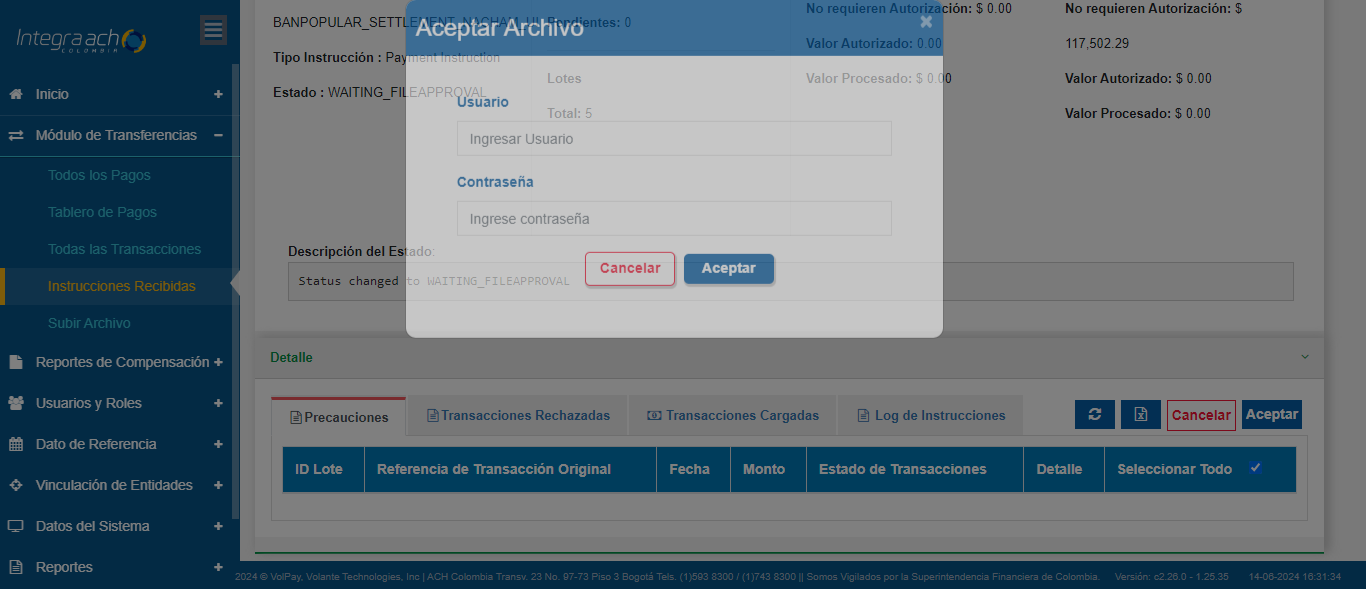 Integra ach
COLOMBIA
Inicio
Módulo de Transferencias
Todos los Pagos
Tablero de Pagos
Todas las Transacciones
Instrucciones Recibidas
Subir Archivo
Reportes de Compensación
Usuarios y Roles
Dato de Referencia
Vinculación de Entidades
Datos del Sistema
Reportes
BANPOPULAR_SETTLEMENT_NACHAM_UI
Tipo Instrucción : Payment Instruction
Estado : WAITING_FILEAPPROVAL
Pendientes: 0
Lotes
Total: 5
No requieren Autorización: $ 0.00
Valor Autorizado: 0.00
Valor Procesado: $ 0.00
No requieren Autorización: $
117,502.29
Valor Autorizado: $ 0.00
Valor Procesado: $ 0.00
Aceptar Archivo
Usuario
Ingresar Usuario
Contraseña
Ingrese contraseña
Cancelar Aceptar
Descripción del Estado:
Status changed to WAITING_FILEAPPROVAL
Detalle
Precauciones Transacciones Rechazadas Transacciones Cargadas Log de Instrucciones Cancelar Aceptar
ID Lote Referencia de Transacción Original Fecha Monto Estado de Transacciones Detalle Seleccionar Todo
2024 © VolPay, Volante Technologies, Inc | ACH Colombia Transv. 23 No. 97-73 Piso 3 Bogotá Tels. (1)593 8300 / (1)743 8300 || Somos Vigilados por la Superintendencia Financiera de Colombia. Versión: c2.26.0 - 1.25.35 14-06-2024 16:31:34